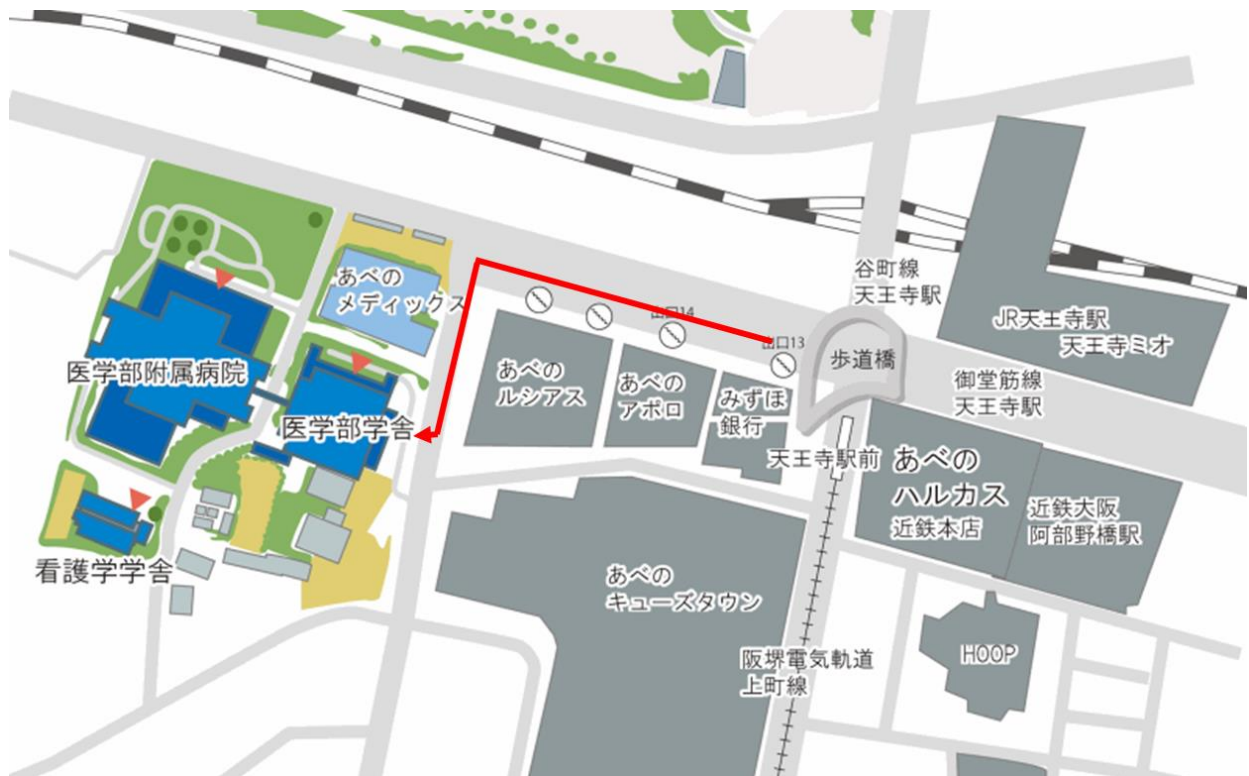 谷町線
天王寺駅
あべの
メディックス
出口14
JR天王寺駅
天王寺ミオ
出口13
歩道橋
医学部附属病院
あべの
ルシアス
あべの
アポロ
みずほ
銀行
御堂筋線
天王寺駅
医学部学舎
天王寺駅前
あべの
ハルカス
近鉄本店
近鉄大阪
阿部野橋駅
看護学学舎
あべの
キューズタウン
阪堺電気軌道
上町線
HOOP